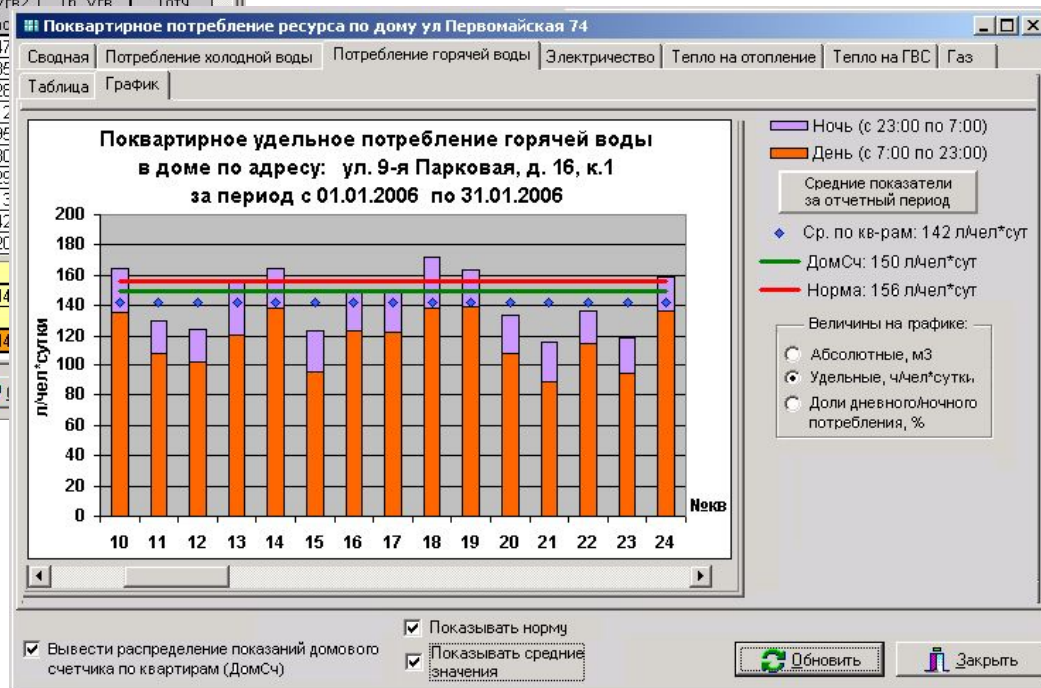 Поквартирное потребление ресурса по дому ул Первомайская 74
Сводная Потребление холодной воды Потребление горячей воды Электричество Тепло на отопление Тепло на ГВС Газ
Таблица График
Поквартирное удельное потребление горячей воды
в доме по адресу: ул. 9-я Парковая, д. 16, к.1
за период с 01.01.2006 по 31.01.2006
л/чел*сутки
200
180
160
140
120
100
80
60
40
20
0
10 11 12 13 14 15 16 17 18 19 20 21 22 23 24
№кв
Ночь (с 23:00 по 7:00)
День (с 7:00 по 23:00)
Средние показатели
за отчетный период
Ср. по кв-рам: 142 л/чел*сут
ДомСч: 150 л/чел*сут
Норма: 156 л/чел*сут
Величины на графике:
Абсолютные, м3
Удельные, ч/чел*сутки
Доли дневного/ночного
потребления, %
Вывести распределение показаний домового
счетчика по квартирам (ДомСч)
Показывать норму
Показывать средние
значения
Обновить
Закрыть